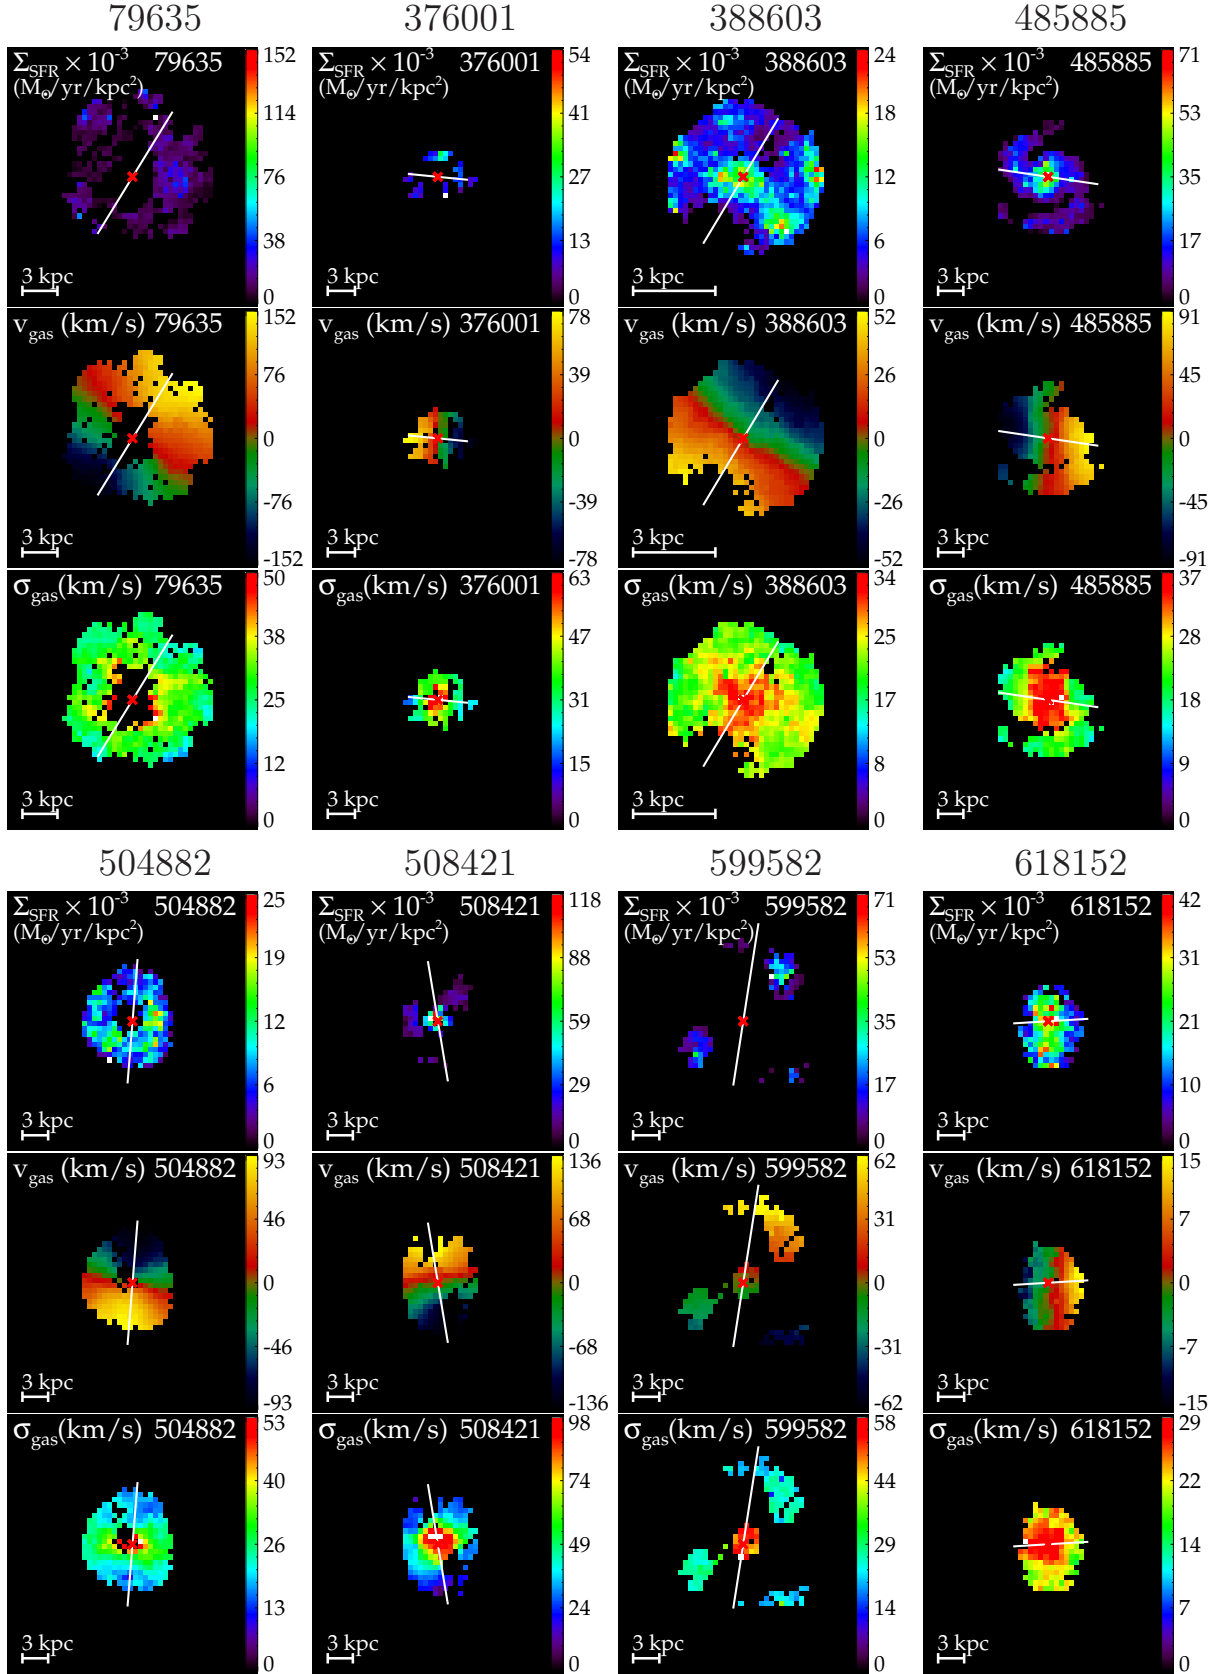 79635 376001 388603 485885
Σ_SFR × 10^-3 79635
(M_⊙/yr/kpc^2)
152
114
76
38
0
3 kpc
Σ_SFR × 10^-3 376001
(M_⊙/yr/kpc^2)
54
41
27
13
0
3 kpc
Σ_SFR × 10^-3 388603
(M_⊙/yr/kpc^2)
24
18
12
6
0
3 kpc
Σ_SFR × 10^-3 485885
(M_⊙/yr/kpc^2)
71
53
35
17
0
3 kpc
v_gas (km/s) 79635
152
76
0
-76
-152
3 kpc
v_gas (km/s) 376001
78
39
0
-39
-78
3 kpc
v_gas (km/s) 388603
52
26
0
-26
-52
3 kpc
v_gas (km/s) 485885
91
45
0
-45
-91
3 kpc
σ_gas(km/s) 79635
50
37
25
12
0
3 kpc
σ_gas(km/s) 376001
63
47
31
15
0
3 kpc
σ_gas(km/s) 388603
34
25
17
8
0
3 kpc
σ_gas(km/s) 485885
37
28
18
9
0
3 kpc
504882 508421 599582 618152
Σ_SFR × 10^-3 504882
(M_⊙/yr/kpc^2)
25
19
12
6
0
3 kpc
Σ_SFR × 10^-3 508421
(M_⊙/yr/kpc^2)
118
88
59
29
0
3 kpc
Σ_SFR × 10^-3 599582
(M_⊙/yr/kpc^2)
71
53
35
17
0
3 kpc
Σ_SFR × 10^-3 618152
(M_⊙/yr/kpc^2)
42
31
21
10
0
3 kpc
v_gas (km/s) 504882
93
46
0
-46
-93
3 kpc
v_gas (km/s) 508421
136
68
0
-68
-136
3 kpc
v_gas (km/s) 599582
62
31
0
-31
-62
3 kpc
v_gas (km/s) 618152
15
7
0
-7
-15
3 kpc
σ_gas(km/s) 504882
53
40
26
13
0
3 kpc
σ_gas(km/s) 508421
98
74
49
24
0
3 kpc
σ_gas(km/s) 599582
58
44
29
14
0
3 kpc
σ_gas(km/s) 618152
29
22
14
7
0
3 kpc